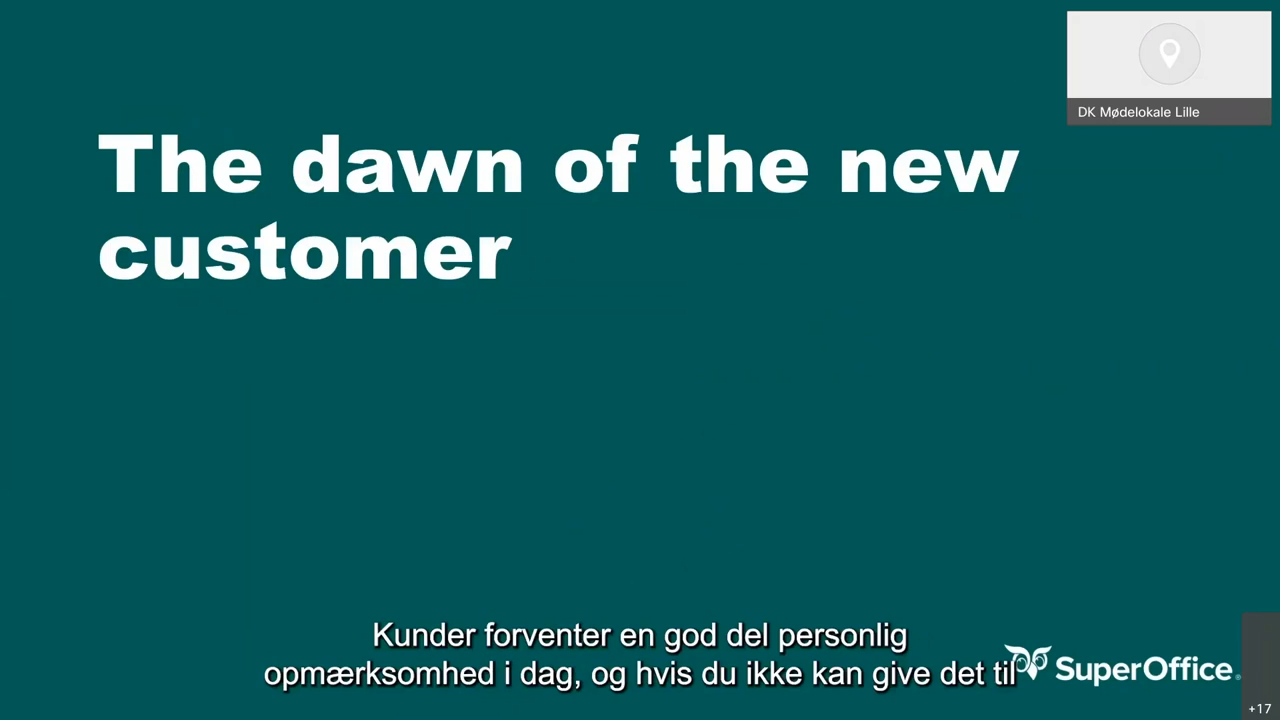 DK Mødelokale Lille
The dawn of the new
customer
Kunder forventer en god del personlig
opmærksomhed i dag, og hvis du ikke kan give det til
SuperOffice®
+17